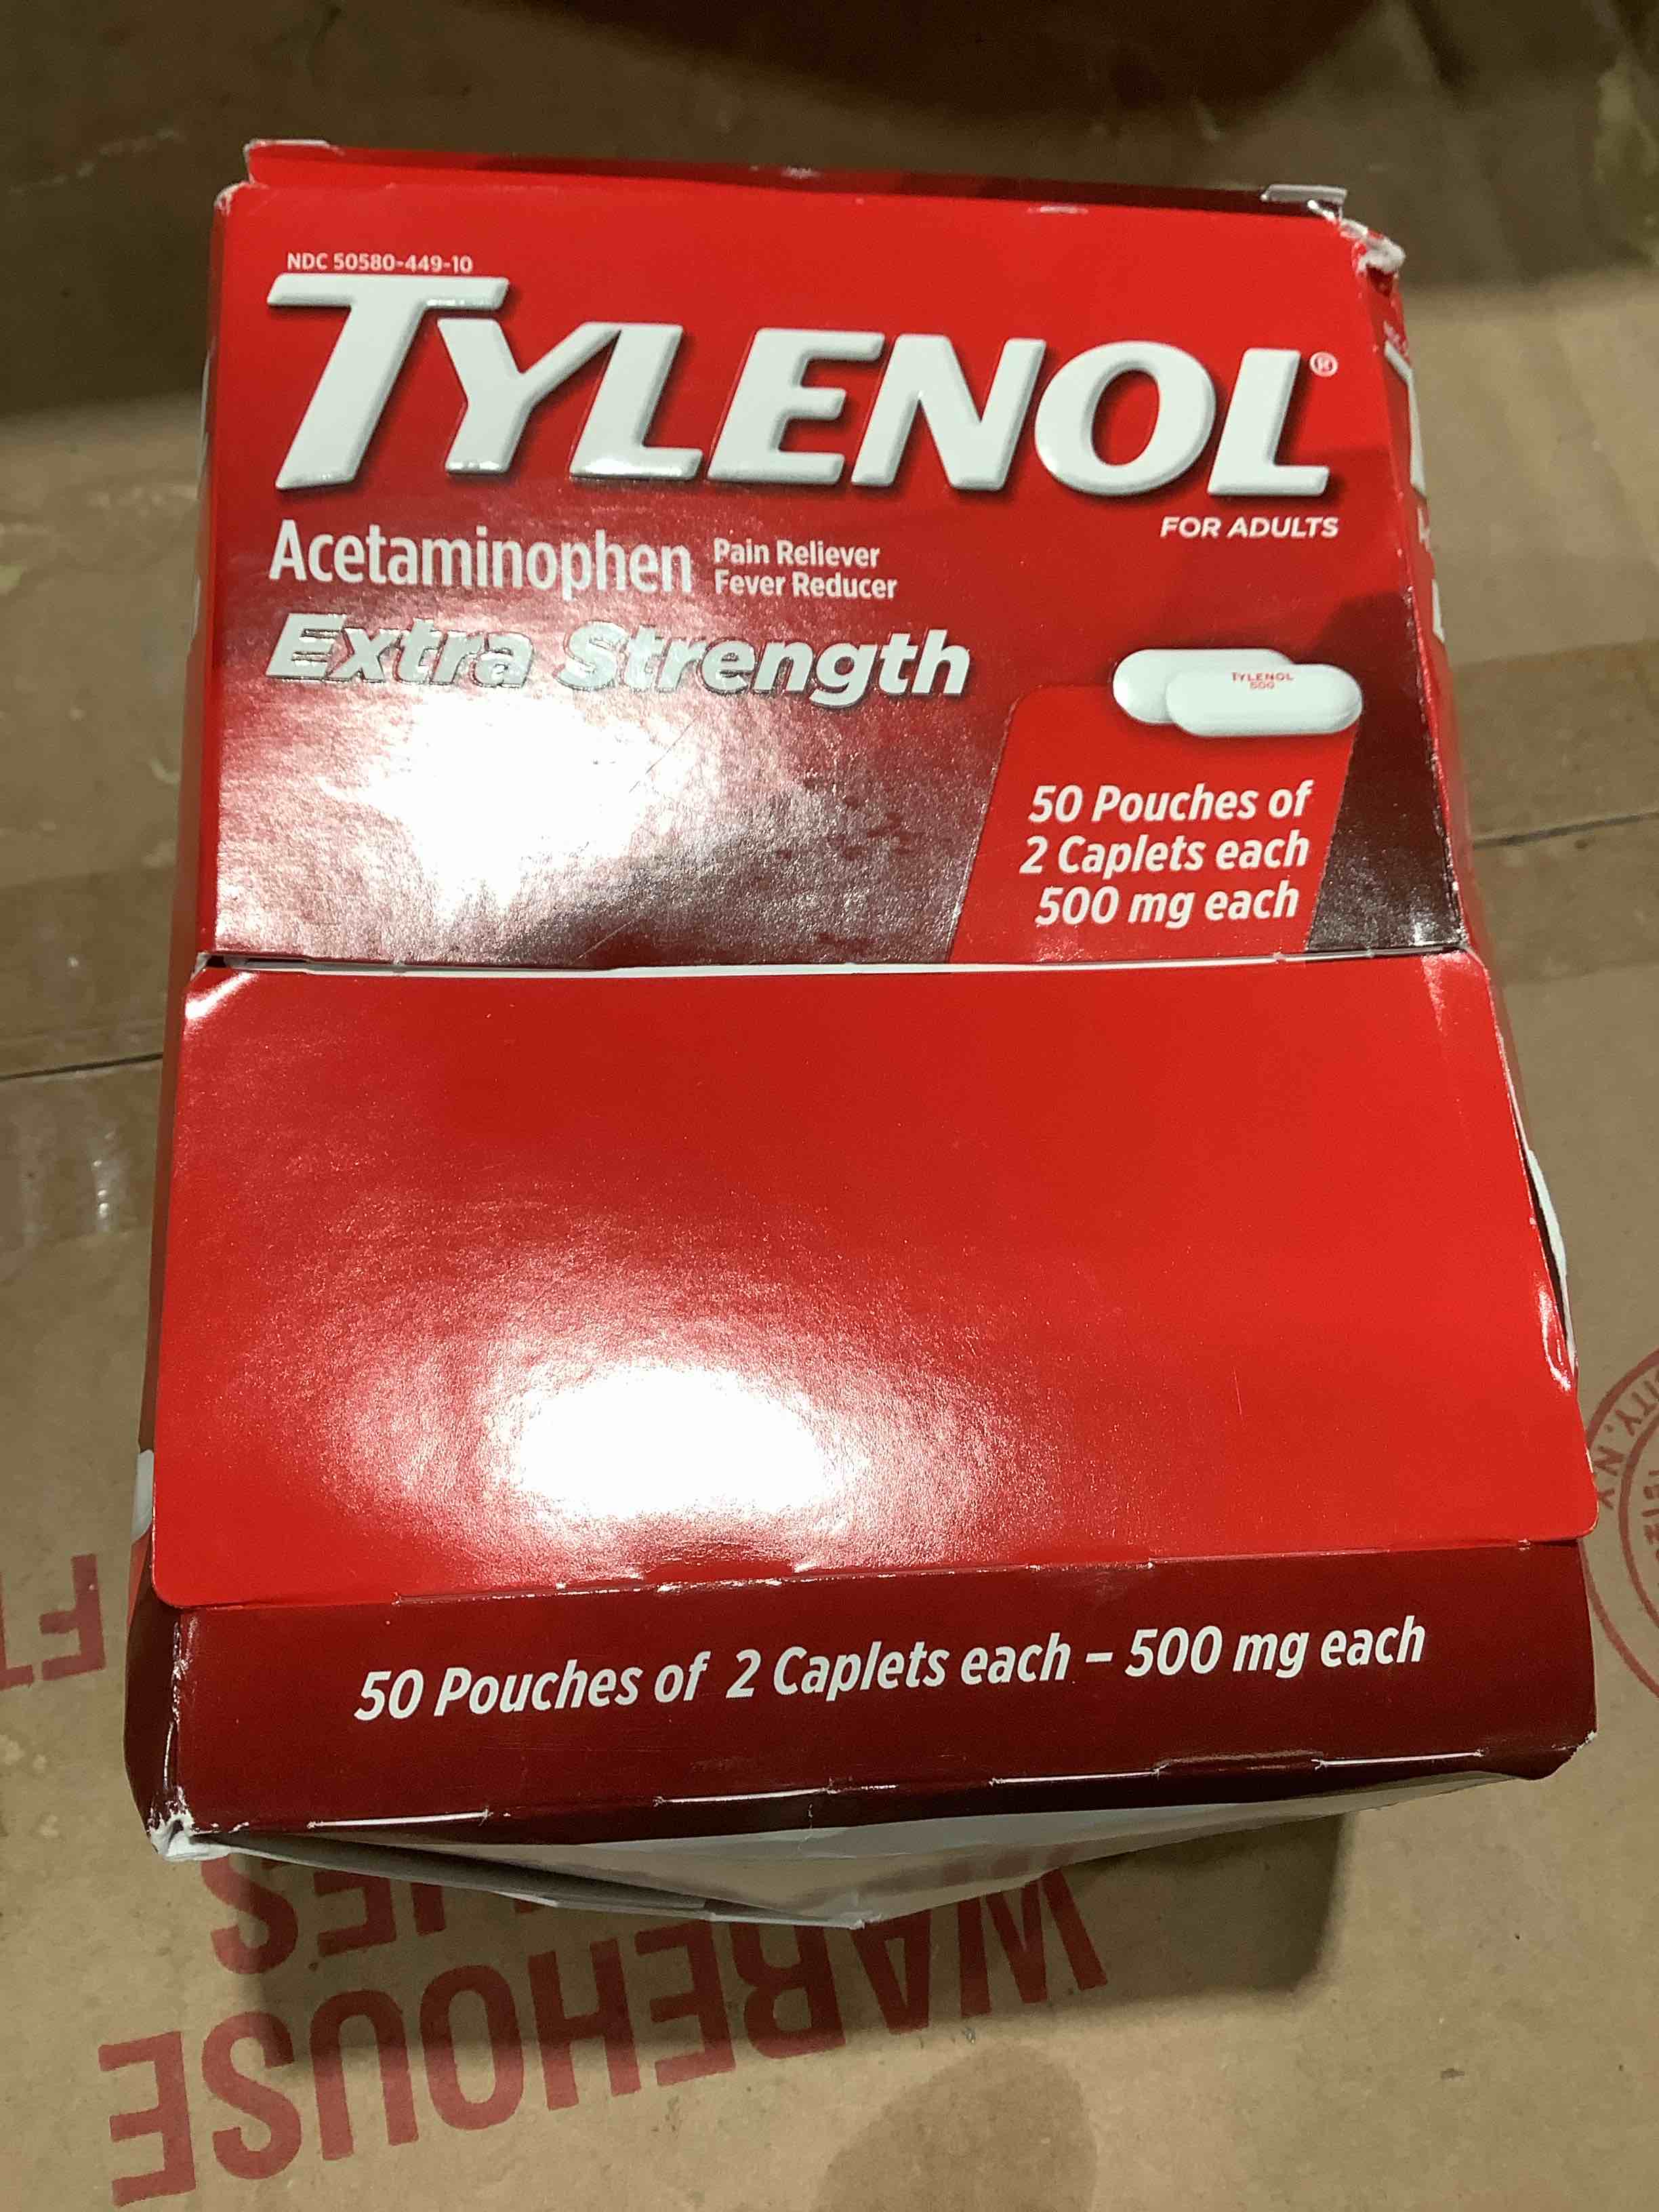 NDC 50580-449-10
TYLENOL®
FOR ADULTS
Acetaminophen Pain Reliever
Fever Reducer
Extra Strength
TYLENOL
500
50 Pouches of
2 Caplets each
500 mg each
50 Pouches of 2 Caplets each – 500 mg each
WAREHOUSE